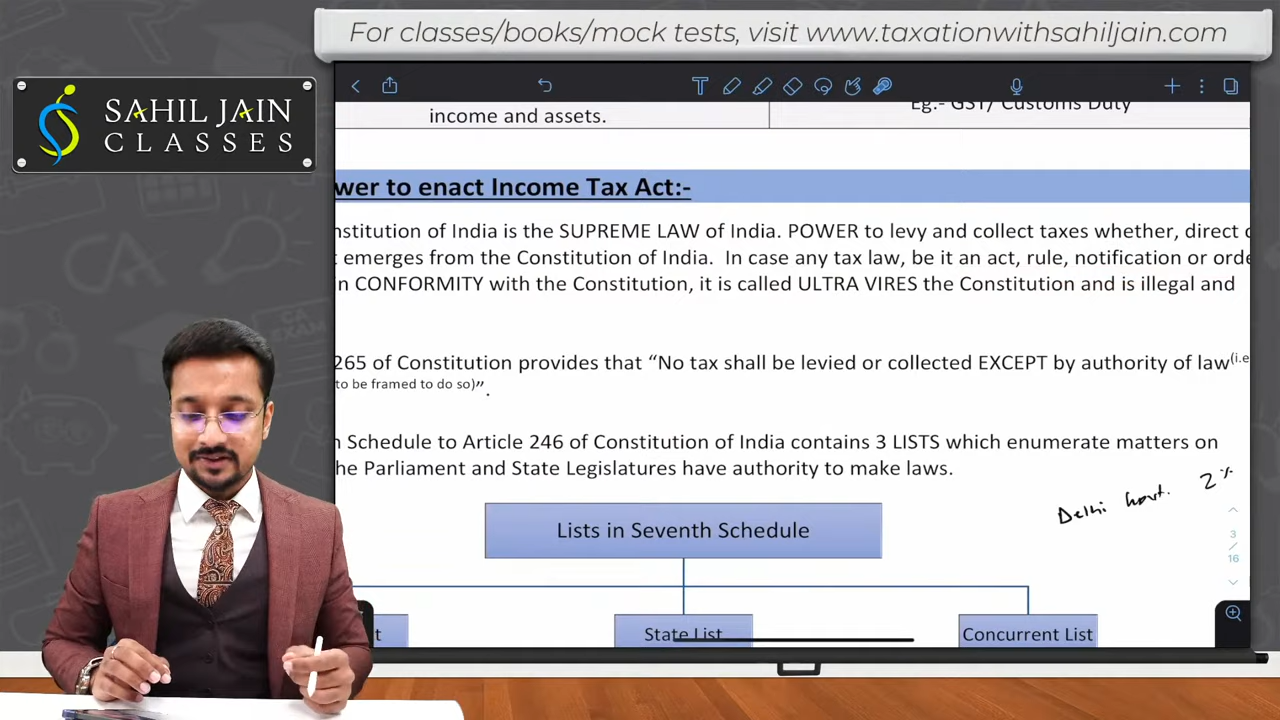 For classes/books/mock tests, visit www.taxationwithsahiljain.com
SAHIL JAIN
CLASSES
income and assets.
Eg.- GST/ Customs Duty
wer to enact Income Tax Act:-
nstitution of India is the SUPREME LAW of India. POWER to levy and collect taxes whether, direct o
t emerges from the Constitution of India. In case any tax law, be it an act, rule, notification or orde
n CONFORMITY with the Constitution, it is called ULTRA VIRES the Constitution and is illegal and
265 of Constitution provides that “No tax shall be levied or collected EXCEPT by authority of law(i.e
to be framed to do so)”.
n Schedule to Article 246 of Constitution of India contains 3 LISTS which enumerate matters on
he Parliament and State Legislatures have authority to make laws.
Delhi Govt. 2%
Lists in Seventh Schedule
3
/
16
t
State List
Concurrent List